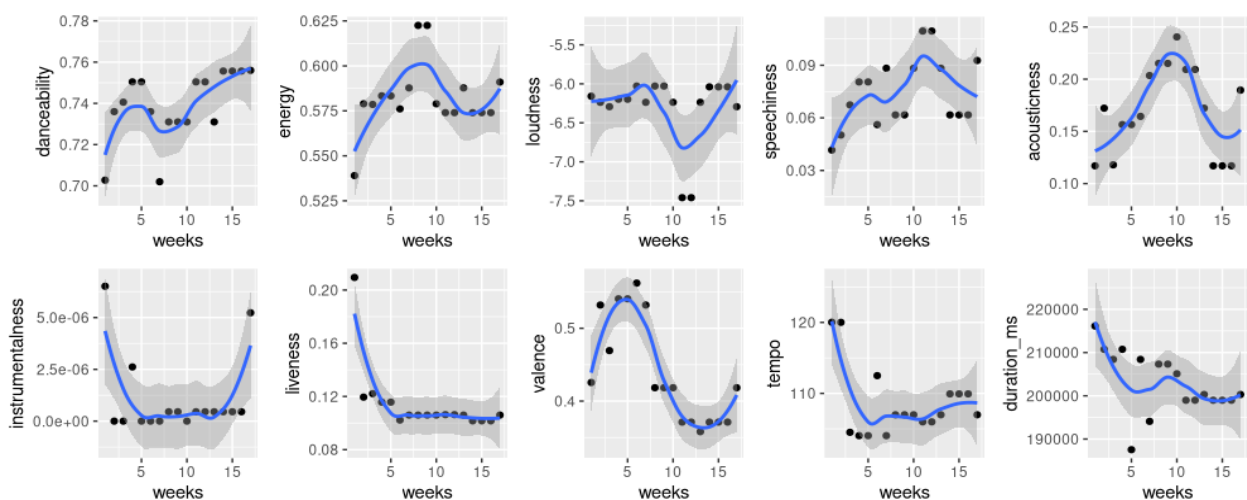 danceability
0.78
0.76
0.74
0.72
0.70
5
10
15
weeks
energy
0.625
0.600
0.575
0.550
0.525
5
10
15
weeks
loudness
-5.5
-6.0
-6.5
-7.0
-7.5
5
10
15
weeks
speechiness
0.09
0.06
0.03
5
10
15
weeks
acousticness
0.25
0.20
0.15
0.10
5
10
15
weeks
instrumentalness
5.0e-06
2.5e-06
0.0e+00
5
10
15
weeks
liveness
0.20
0.16
0.12
0.08
5
10
15
weeks
valence
0.5
0.4
5
10
15
weeks
tempo
120
110
5
10
15
weeks
duration_ms
220000
210000
200000
190000
5
10
15
weeks